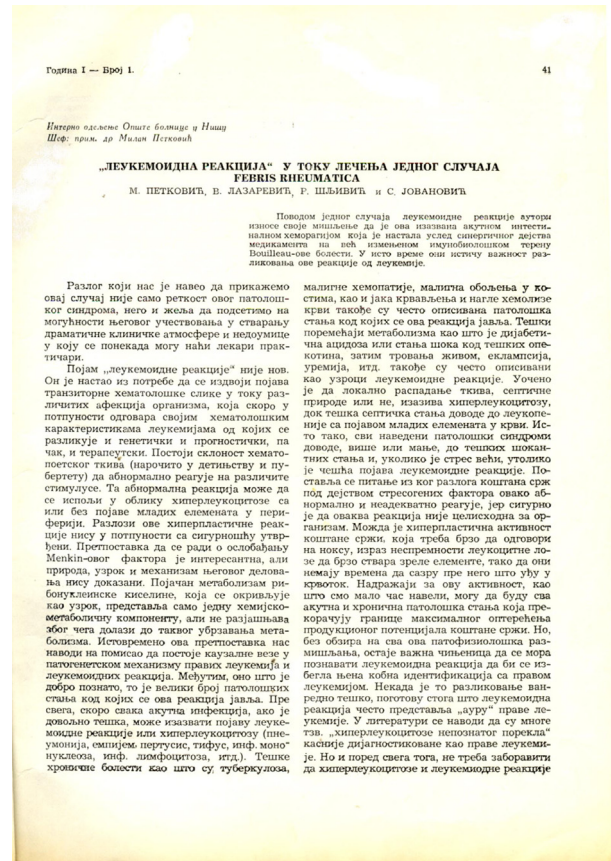 Година I — Број 1.
41
Интерно одељење Опште болнице у Нишу
Шеф: прим. др Милан Петковић
„ЛЕУКЕМОИДНА РЕАКЦИЈА“ У ТОКУ ЛЕЧЕЊА ЈЕДНОГ СЛУЧАЈА
FEBRIS RHEUMATICA
М. ПЕТКОВИЋ, В. ЛАЗАРЕВИЋ, Р. ШЉИВИЋ и С. ЈОВАНОВИЋ
Поводом једног случаја леукемоидне реакције аутори
износе своје мишљење да је ова изазвана акутном интести-
налном хеморагијом која је настала услед синергичног дејства
медикамента на већ измењеном имунобиолошком терену
Bouilleau-ове болести. У исто време они истичу важност раз-
ликовања ове реакције од леукемије.
Разлог који нас је навео да прикажемо
овај случај није само реткост овог патолош-
ког синдрома, него и жеља да подсетимо на
могућности његовог учествовања у стварању
драматичне клиничке атмосфере и недоумице
у коју се понекада могу наћи лекари прак-
тичари.
Појам „леукемоидне реакције” није нов.
Он је настао из потребе да се издвоји појава
транзиторне хематолошке слике у току раз-
личитих афекција организма, која скоро у
потпуности одговара својим хематолошким
карактеристикама леукемијама од којих се
разликује и генетички и прогностички, па
чак, и терапеутски. Постоји склоност хемато-
поетског ткива (нарочито у детињству и пу-
бертету) да абнормално реагује на различите
стимулусе. Та абнормална реакција може да
се испољи у облику хиперлеукоцитозе са
или без појаве младих елемената у пери-
ферији. Разлози ове хиперпластичне реак-
ције нису у потпуности са сигурношћу утвр-
ђени. Претпоставка да се ради о ослобађању
Menkin-овог фактора је интересантна, али
природа, узрок и механизам његовог делова-
ња нису доказани. Појачан метаболизам ри-
бонуклеинске киселине, која се окривљује
као узрок, представља само једну хемијско-
метаболичну компоненту, али не разјашњава
због чега долази до таквог убрзавања мета-
болизма. Истовремено ова претпоставка нас
наводи на помисао да постоје каузалне везе у
патогенетском механизму правих леукемија и
леукемоидних реакција. Међутим, оно што је
добро познато, то је велики број патолошких
стања код којих се ова реакција јавља. Пре
свега, скоро свака акутна инфекција, ако је
довољно тешка, може изазвати појаву леуке-
моидне реакције или хиперлеукоцитозу (пне-
умонија, емпијем, пертусис, тифус, инф. моно“
нуклеоза, инф. лимфоцитоза, итд.). Тешке
хроничне болести као што су туберкулоза,
малигне хемопатије, малигна обољења у ко-
стима, као и јака крвављења и нагле хемолизе
крви такође су често описивана патолошка
стања код којих се ова реакција јавља. Тешки
поремећаји метаболизма као што је дијабетич-
на ацидоза или стања шока код тешких опе-
котина, затим тровања живом, еклампсија,
уремија, итд. такође су често описивани
као узроци леукемоидне реакције. Уочено
је да локално распадање ткива, септичне
природе или не, изазива хиперлеукоцитозу,
док тешка септичка стања доводе до леукопе-
није са појавом младих елемената у крви. Ис-
то тако, сви наведени патолошки синдроми
доводе, више или мање, до тешких шокант-
них стања и, уколико је стрес већи, утолико
је чешћа појава леукемоидне реакције. По-
ставља се питање из ког разлога коштана срж
под дејством стресогених фактора овако аб-
нормално и неадекватно реагује, јер сигурно
је да оваква реакција није целисходна за ор-
ганизам. Можда је хиперпластична активност
коштане сржи, која треба брзо да одговори
на ноксу, израз неспремности леукоцитне ло-
зе да брзо ствара зреле елементе, тако да они
немају времена да сазру пре него што уђу у
крвоток. Надражаји за ову активност, као
што смо мало час навели, могу да буду сва
акутна и хронична патолошка стања која пре-
корачују границе максималног оптерећења
продукционог потенцијала коштане сржи. Но,
без обзира на сва ова патофизиолошка раз-
мишљања, остаје важна чињеница да се мора
познавати леукемоидна реакција да би се из-
бегла њена кобна идентификација са правом
леукемијом. Некада је то разликовање ван-
редно тешко, поготову стога што леукемоидна
реакција често представља „ауру” праве ле-
укемије. У литератури се наводи да су многе
тзв. „хиперлеукоцитозе непознатог порекла“
касније дијагностиковане као праве леукеми-
је. Но и поред свега тога, не треба заборавити
да хиперлеукоцитозе и леукемиодне реакције